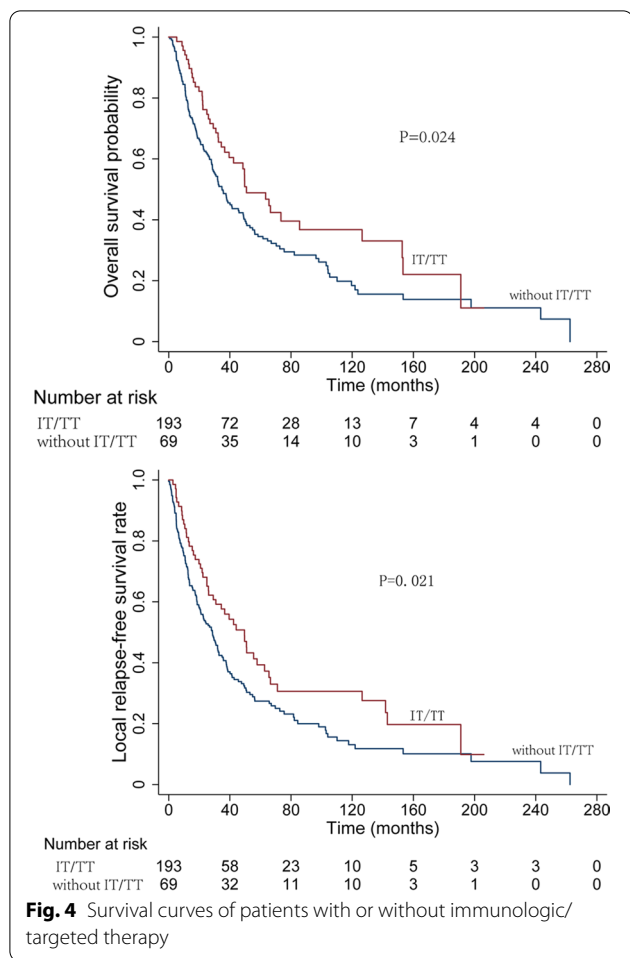 Overall survival probability
1.0
0.8
0.6
0.4
0.2
0
P=0.024
IT/TT
without IT/TT
0 40 80 120 160 200 240 280
Time (months)
Number at risk
IT/TT 193 72 28 13 7 4 4 0
without IT/TT 69 35 14 10 3 1 0 0
Local relapse-free survival rate
1.0
0.8
0.6
0.4
0.2
0
P=0. 021
IT/TT
without IT/TT
0 40 80 120 160 200 240 280
Time (months)
Number at risk
IT/TT 193 58 23 10 5 3 3 0
without IT/TT 69 32 11 10 3 1 0 0
Fig. 4 Survival curves of patients with or without immunologic/
targeted therapy